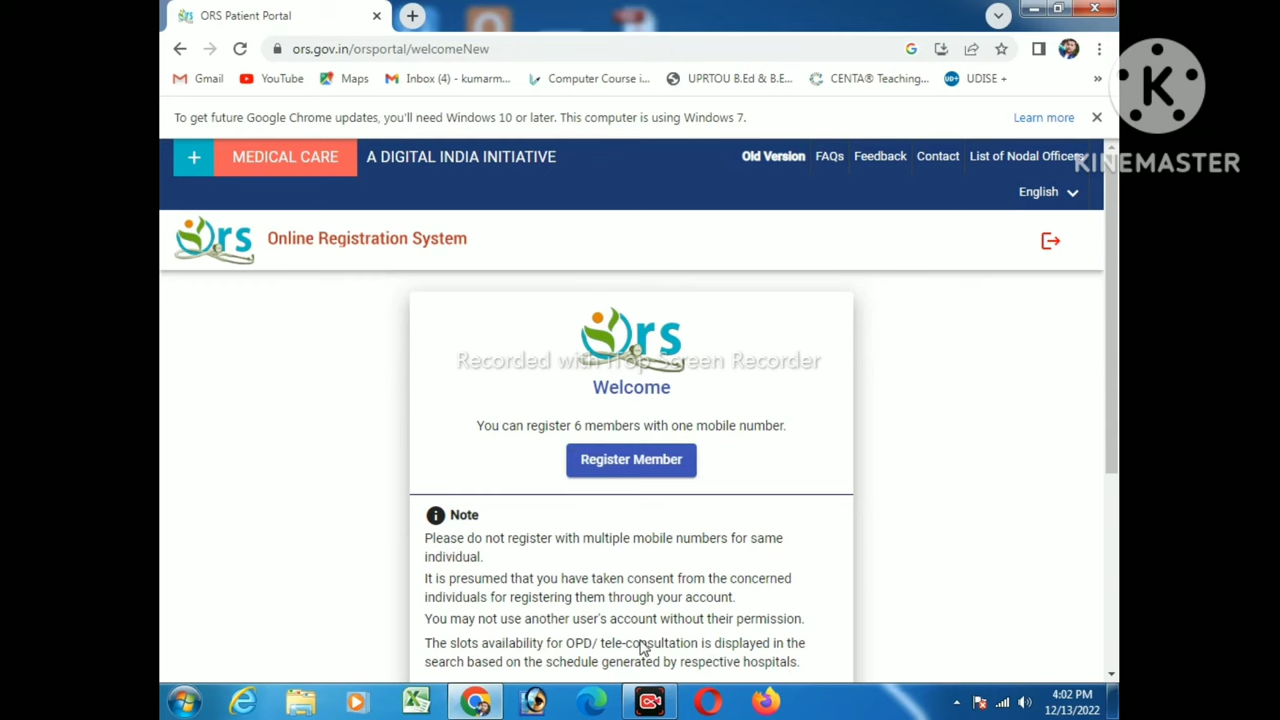 ORS Patient Portal
ors.gov.in/orsportal/welcomeNew
Gmail YouTube Maps Inbox (4) - kumarm... Computer Course i... UPRTOU B.Ed & B.E... CENTA® Teaching... UDISE +
To get future Google Chrome updates, you'll need Windows 10 or later. This computer is using Windows 7. Learn more
K
KINEMASTER
+ MEDICAL CARE A DIGITAL INDIA INITIATIVE Old Version FAQs Feedback Contact List of Nodal Officers
English
Ors Online Registration System
Ors
Recorded with iTop Screen Recorder
Welcome
You can register 6 members with one mobile number.
Register Member
Note
Please do not register with multiple mobile numbers for same
individual.
It is presumed that you have taken consent from the concerned
individuals for registering them through your account.
You may not use another user's account without their permission.
The slots availability for OPD/ tele-consultation is displayed in the
search based on the schedule generated by respective hospitals.
4:02 PM
12/13/2022